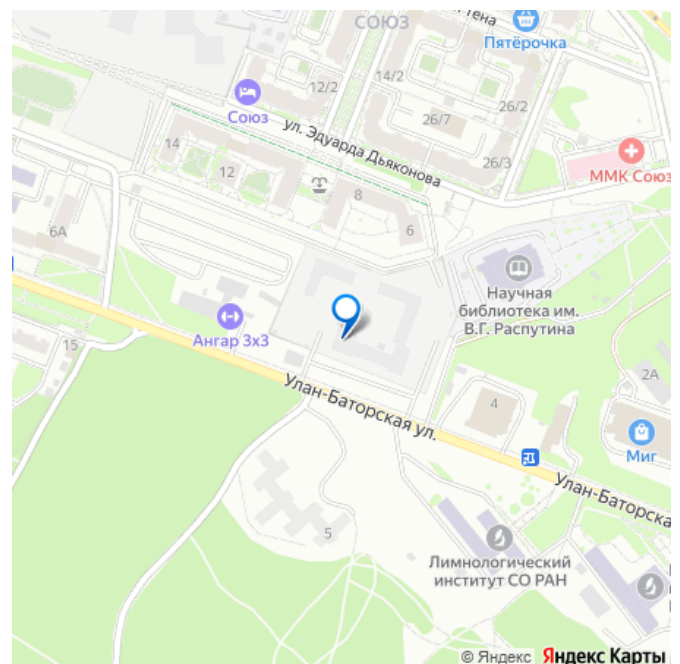 СОЮЗ
Пятёрочка
12/2
14/2
26/2
Союз
26/7
ул. Эдуарда Дьяконова
14
12
26/3
ММК Союз
8
6
6А
Научная
библиотека им.
В.Г. Распутина
Ангар 3х3
15
2А
4
Улан-Баторская ул.
Миг
Улан-Баторска
5
Лимнологический
институт СО РАН
© Яндекс Яндекс Карты